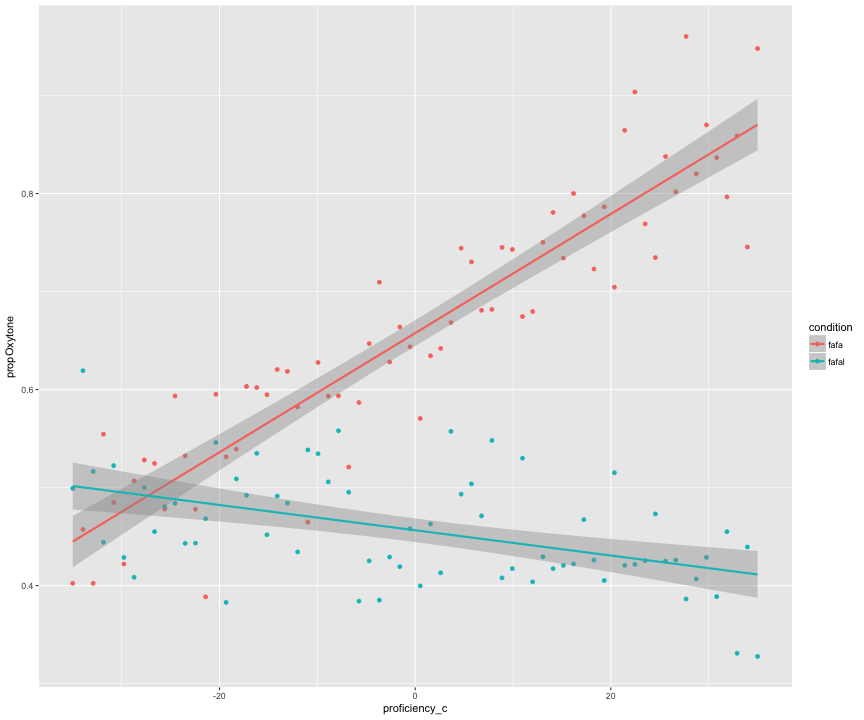 propOxytone
0.8
0.6
0.4
-20
0
20
proficiency_c
condition
fafa
fafal